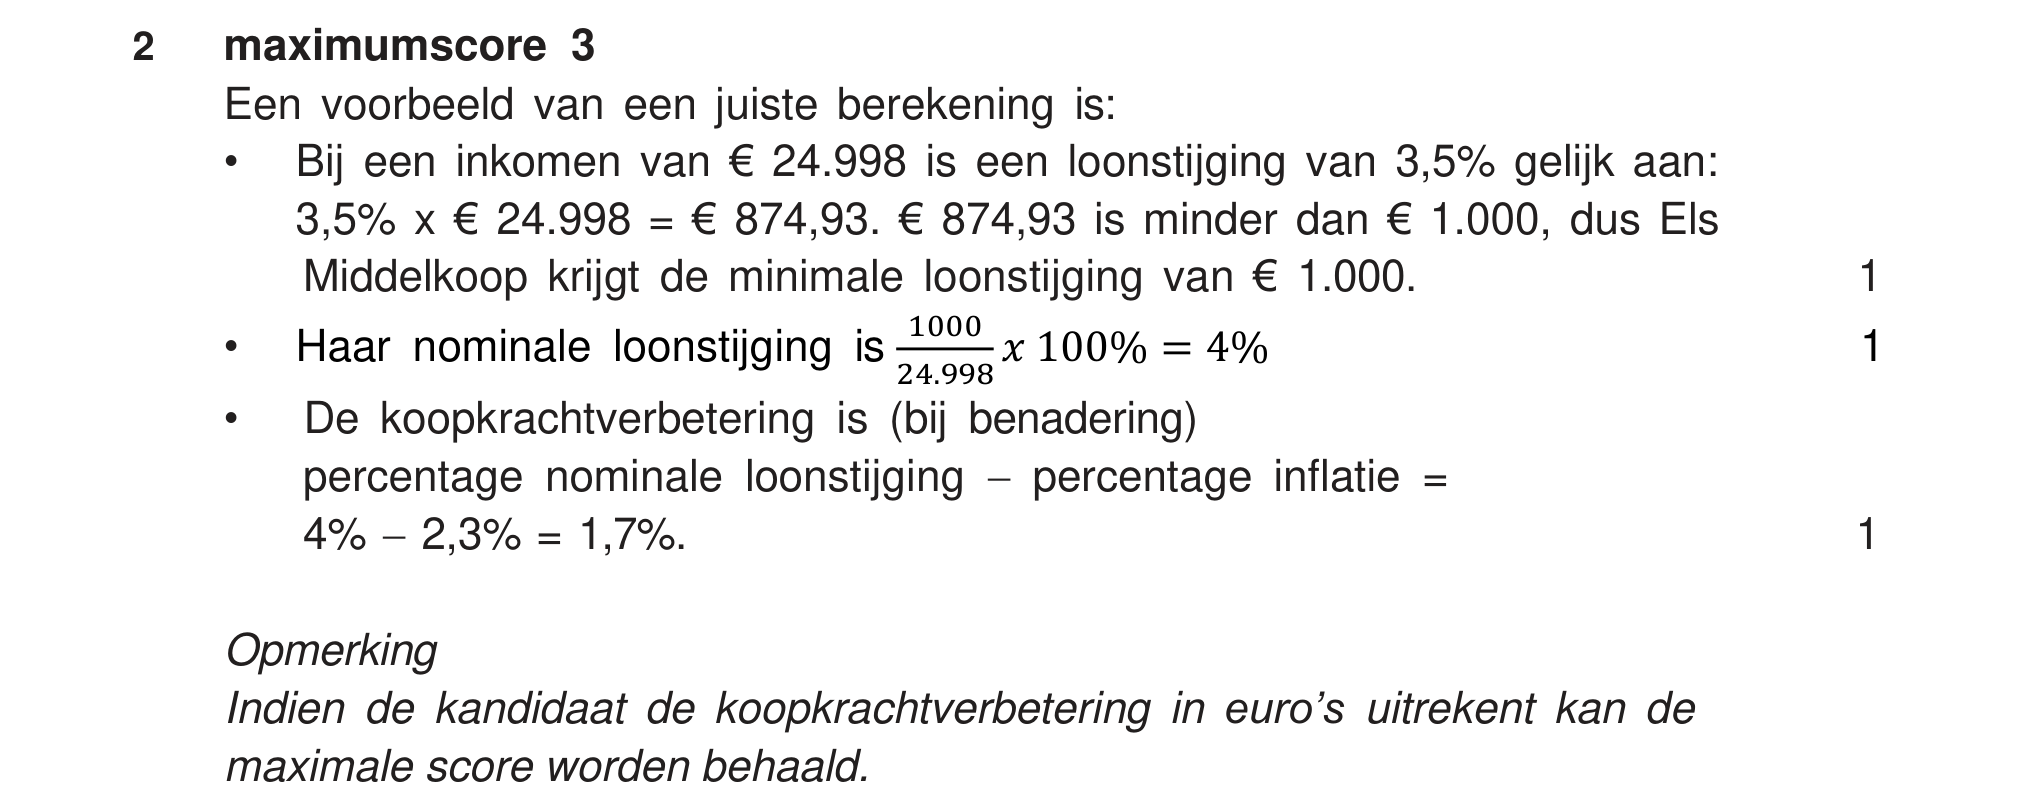 2 maximumscore 3
Een voorbeeld van een juiste berekening is:
• Bij een inkomen van € 24.998 is een loonstijging van 3,5% gelijk aan:
3,5% x € 24.998 = € 874,93. € 874,93 is minder dan € 1.000, dus Els
Middelkoop krijgt de minimale loonstijging van € 1.000. 1
• Haar nominale loonstijging is 1000/24.998 x 100% = 4% 1
• De koopkrachtverbetering is (bij benadering)
percentage nominale loonstijging – percentage inflatie =
4% – 2,3% = 1,7%. 1
Opmerking
Indien de kandidaat de koopkrachtverbetering in euro’s uitrekent kan de
maximale score worden behaald.